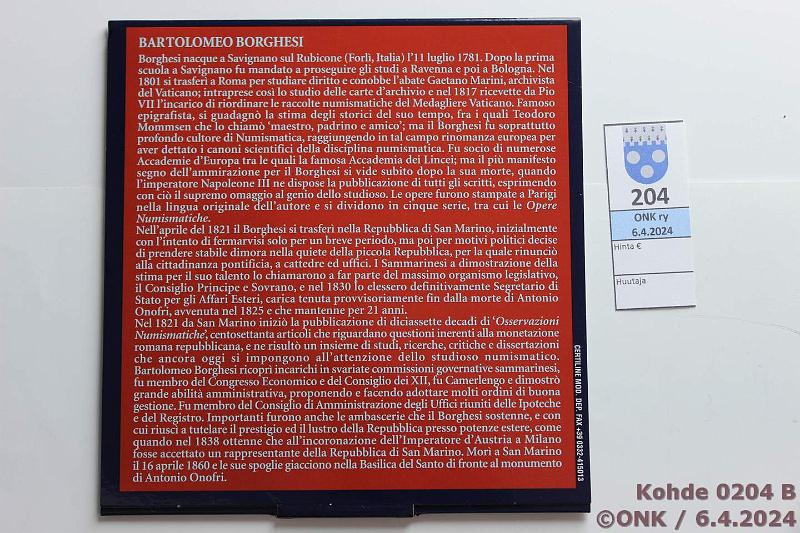 BARTOLOMEO BORGHESI
Borghesi nacque a Savignano sul Rubicone (Forlì, Italia) l'11 luglio 1781. Dopo la prima
scuola a Savignano fu mandato a proseguire gli studi a Ravenna e poi a Bologna. Nel
1801 si trasferì a Roma per studiare diritto e conobbe l'abate Gaetano Marini, archivista
del Vaticano; intraprese così lo studio delle carte d'archivio e nel 1817 ricevette da Pio
VII l'incarico di riordinare le raccolte numismatiche del Medagliere Vaticano. Famoso
epigrafista, si guadagnò la stima degli storici del suo tempo, fra i quali Teodoro
Mommsen che lo chiamò 'maestro, padrino e amico'; ma il Borghesi fu soprattutto
profondo cultore di Numismatica, raggiungendo in tal campo rinomanza europea per
aver dettato i canoni scientifici della disciplina numismatica. Fu socio di numerose
Accademie d'Europa tra le quali la famosa Accademia dei Lincei; ma il più manifesto
segno dell'ammirazione per il Borghesi si vide subito dopo la sua morte, quando
l'imperatore Napoleone III ne dispose la pubblicazione di tutti gli scritti, esprimendo
con ciò il supremo omaggio al genio dello studioso. Le opere furono stampate a Parigi
nella lingua originale dell'autore e si dividono in cinque serie, tra cui le Opere
Numismatiche.
Nell'aprile del 1821 il Borghesi si trasferì nella Repubblica di San Marino, inizialmente
con l'intento di fermarvisi solo per un breve periodo, ma poi per motivi politici decise
di prendere stabile dimora nella quiete della piccola Repubblica, per la quale rinunciò
alla cittadinanza pontificia, a cattedre ed uffici. I Sammarinesi a dimostrazione della
stima per il suo talento lo chiamarono a far parte del massimo organismo legislativo,
il Consiglio Principe e Sovrano, e nel 1830 lo elessero definitivamente Segretario di
Stato per gli Affari Esteri, carica tenuta provvisoriamente fin dalla morte di Antonio
Onofri, avvenuta nel 1825 e che mantenne per 21 anni.
Nel 1821 da San Marino iniziò la pubblicazione di diciassette decadi di 'Osservazioni
Numismatiche', centosettanta articoli che riguardano questioni inerenti alla monetazione
romana repubblicana, e ne risultò un insieme di studi, ricerche, critiche e dissertazioni
che ancora oggi si impongono all'attenzione dello studioso numismatico.
Bartolomeo Borghesi ricoprì incarichi in svariate commissioni governative sammarinesi,
fu membro del Congresso Economico e del Consiglio dei XII, fu Camerlengo e dimostrò
grande abilità amministrativa, proponendo e facendo adottare molti ordini di buona
gestione. Fu membro del Consiglio di Amministrazione degli Uffici riuniti delle Ipoteche
e del Registro. Importanti furono anche le ambascerie che il Borghesi sostenne, e con
cui riuscì a tutelare il prestigio ed il lustro della Repubblica presso potenze estere, come
quando nel 1838 ottenne che all'incoronazione dell'Imperatore d'Austria a Milano
fosse accettato un rappresentante della Repubblica di San Marino. Morì a San Marino
il 16 aprile 1860 e le sue spoglie giacciono nella Basilica del Santo di fronte al monumento
di Antonio Onofri.
CERTILINE MOD. DEP. FAX +39 0332-415013
204
ONK ry
6.4.2024
Hinta €
Huutaja
Kohde 0204 B
©ONK / 6.4.2024